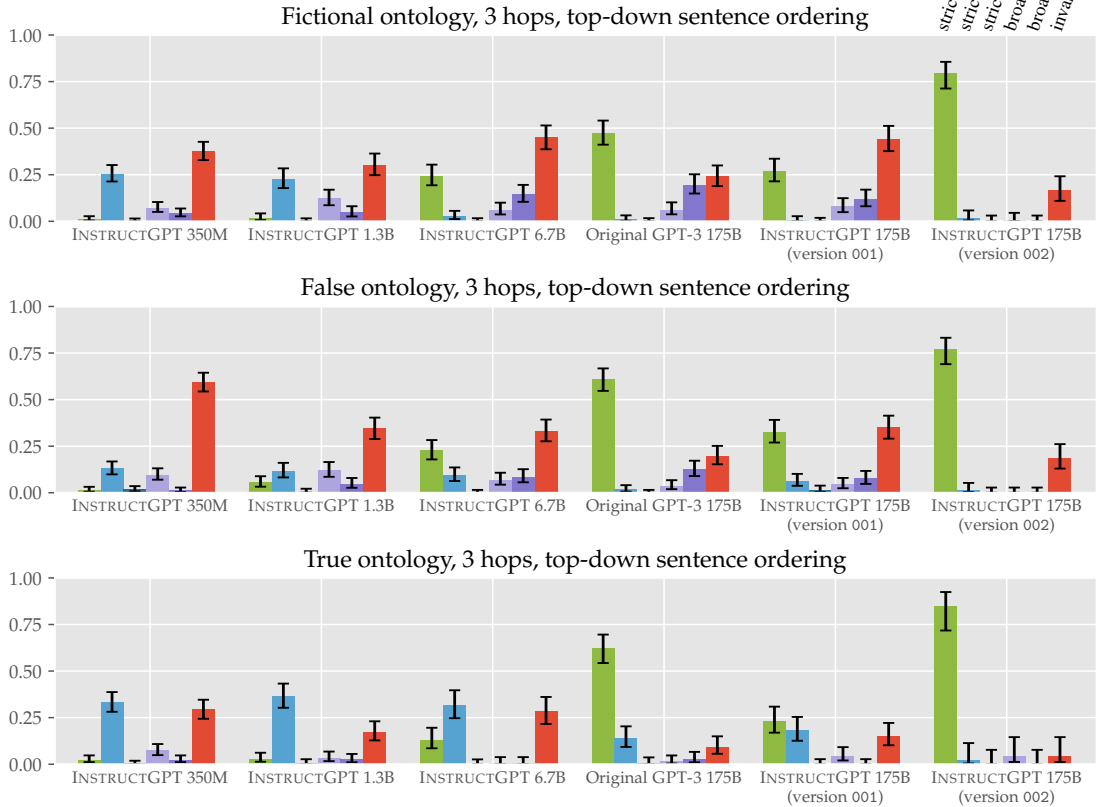 Fictional ontology, 3 hops, top-down sentence ordering
1.00
0.75
0.50
0.25
0.00
INSTRUCTGPT 350M INSTRUCTGPT 1.3B INSTRUCTGPT 6.7B Original GPT-3 175B INSTRUCTGPT 175B INSTRUCTGPT 175B
(version 001) (version 002)
False ontology, 3 hops, top-down sentence ordering
1.00
0.75
0.50
0.25
0.00
INSTRUCTGPT 350M INSTRUCTGPT 1.3B INSTRUCTGPT 6.7B Original GPT-3 175B INSTRUCTGPT 175B INSTRUCTGPT 175B
(version 001) (version 002)
True ontology, 3 hops, top-down sentence ordering
1.00
0.75
0.50
0.25
0.00
INSTRUCTGPT 350M INSTRUCTGPT 1.3B INSTRUCTGPT 6.7B Original GPT-3 175B INSTRUCTGPT 175B INSTRUCTGPT 175B
(version 001) (version 002)